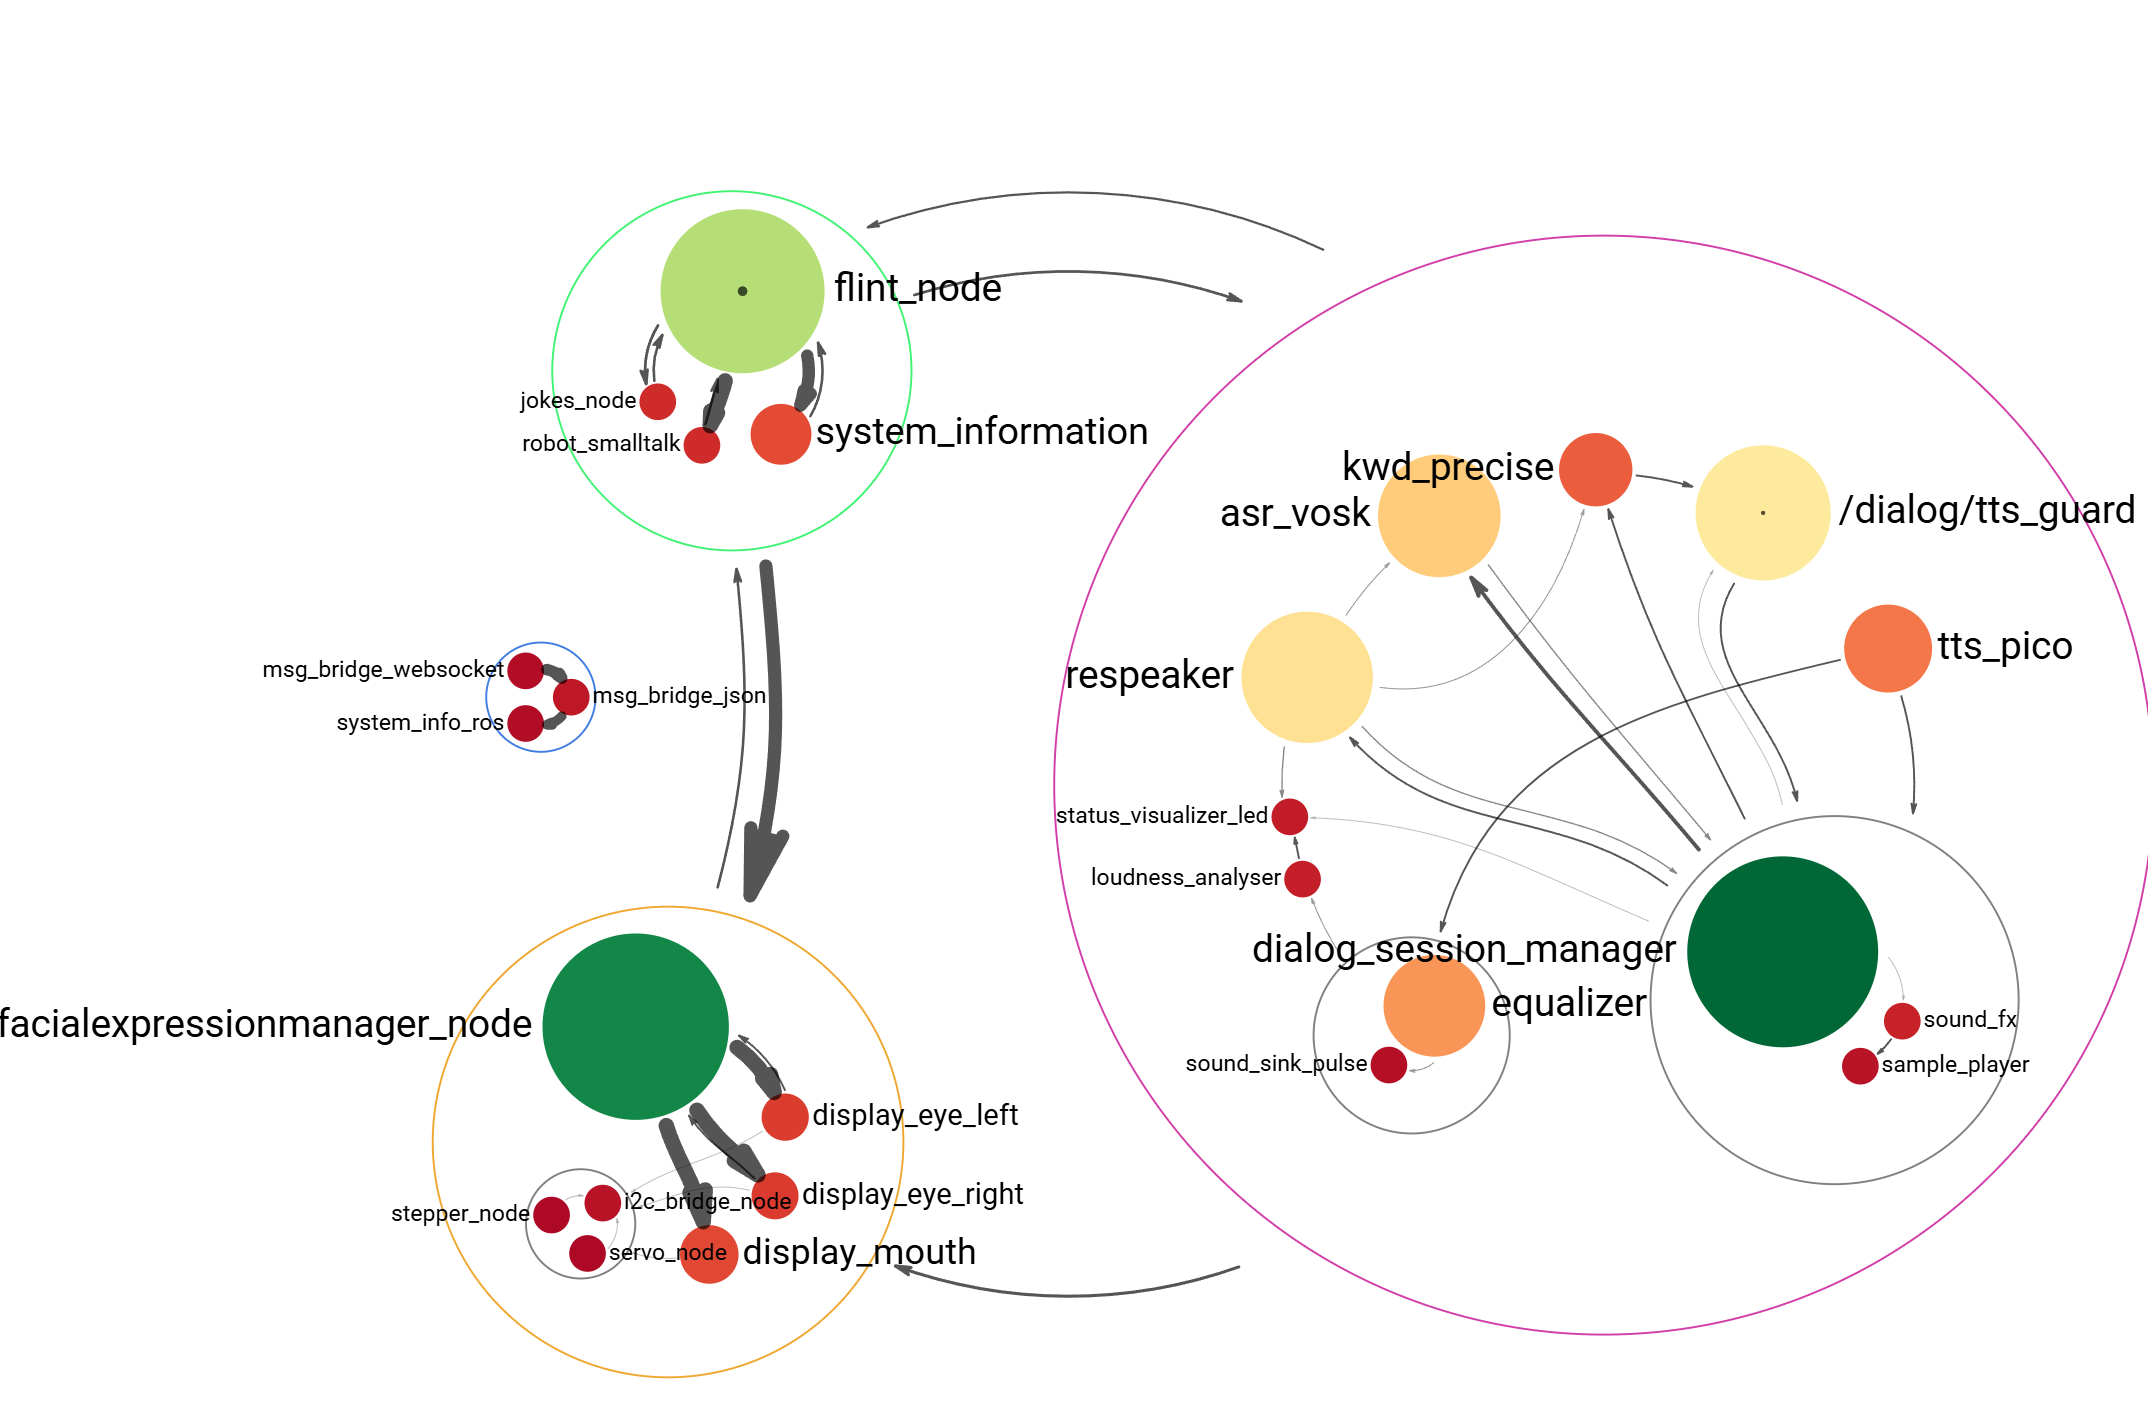 flint_node
jokes_node
robot_smalltalk
system_information
msg_bridge_websocket
msg_bridge_json
system_info_ros
facialexpressionmanager_node
display_eye_left
display_eye_right
i2c_bridge_node
stepper_node
servo_node
display_mouth
kwd_precise
asr_vosk
/dialog/tts_guard
tts_pico
respeaker
status_visualizer_led
loudness_analyser
dialog_session_manager
equalizer
sound_sink_pulse
sound_fx
sample_player